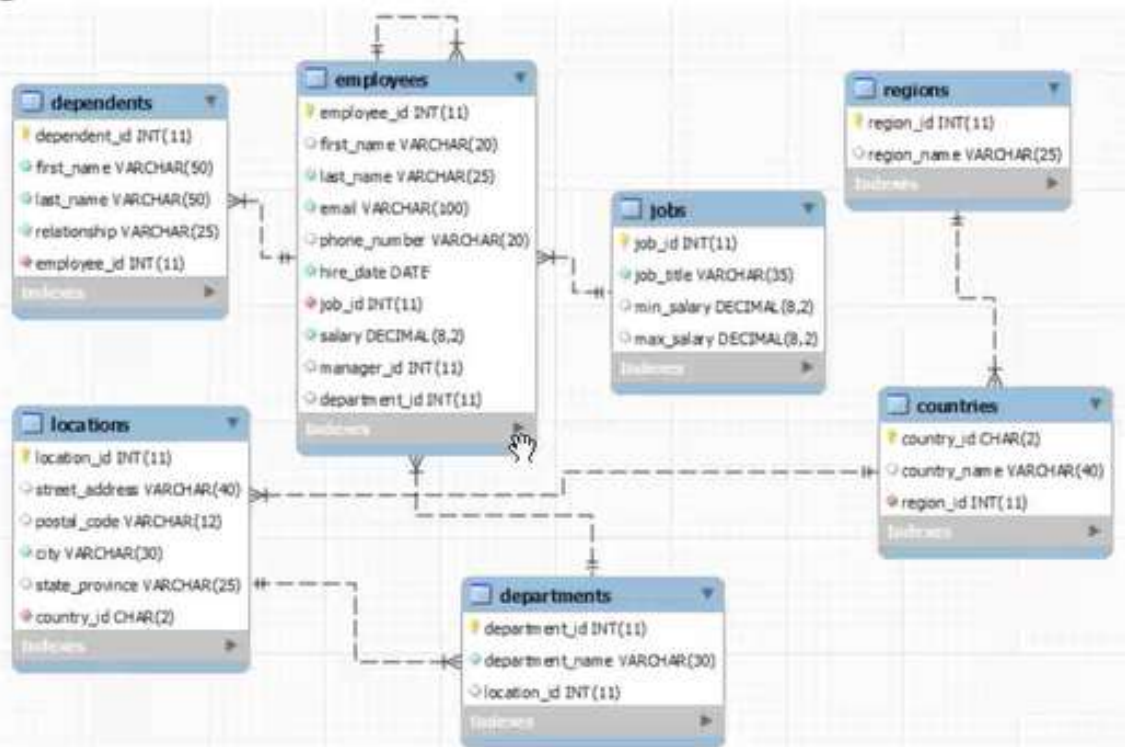 dependents
dependent_id INT(11)
first_name VARCHAR(50)
last_name VARCHAR(50)
relationship VARCHAR(25)
employee_id INT(11)
Indexes
employees
employee_id INT(11)
first_name VARCHAR(20)
last_name VARCHAR(25)
email VARCHAR(100)
phone_number VARCHAR(20)
hire_date DATE
job_id INT(11)
salary DECIMAL(8,2)
manager_id INT(11)
department_id INT(11)
Indexes
jobs
job_id INT(11)
job_title VARCHAR(35)
min_salary DECIMAL(8,2)
max_salary DECIMAL(8,2)
Indexes
regions
region_id INT(11)
region_name VARCHAR(25)
Indexes
countries
country_id CHAR(2)
country_name VARCHAR(40)
region_id INT(11)
Indexes
locations
location_id INT(11)
street_address VARCHAR(40)
postal_code VARCHAR(12)
city VARCHAR(30)
state_province VARCHAR(25)
country_id CHAR(2)
Indexes
departments
department_id INT(11)
department_name VARCHAR(30)
location_id INT(11)
Indexes